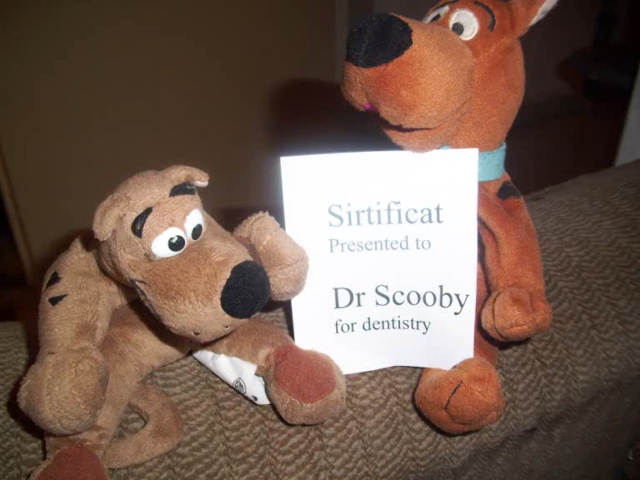 Sirtificat
Presented to
Dr Scooby
for dentistry